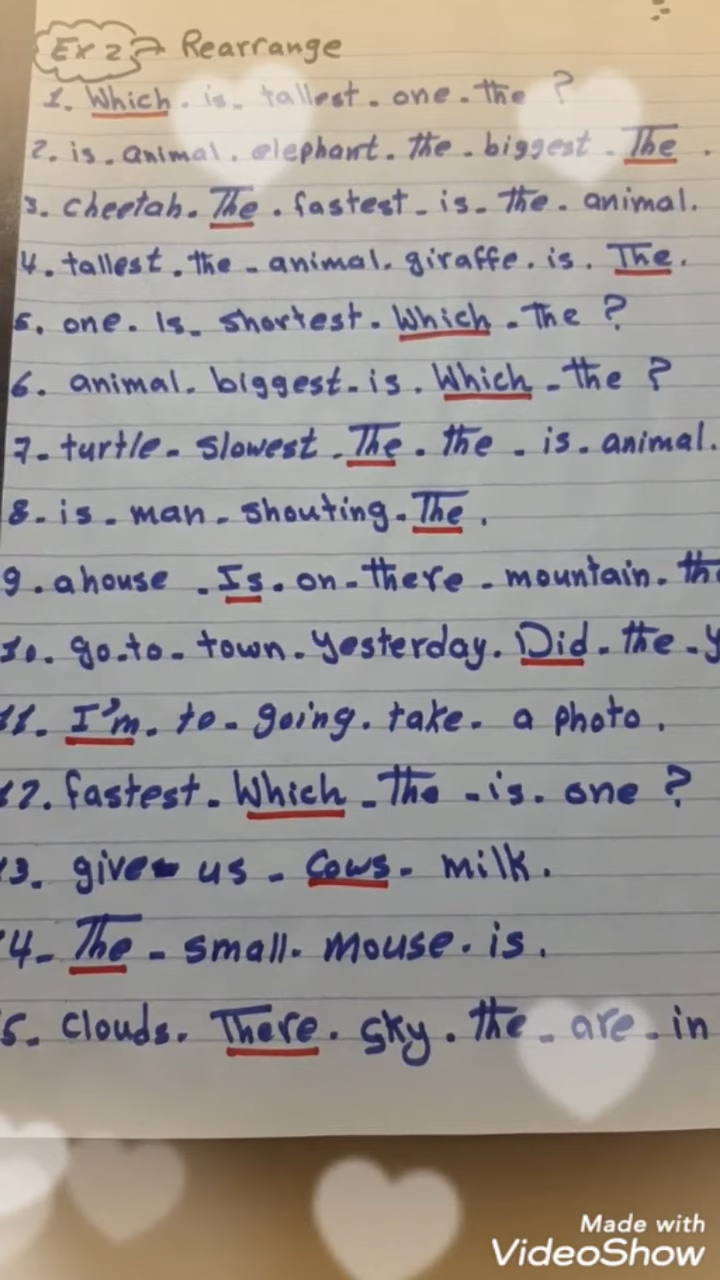 Ex 2 → Rearrange
1. Which . is . tallest . one . the ?
2. is . animal . elephant . the . biggest . The .
3. cheetah . The . fastest . is . the . animal .
4. tallest . the . animal . giraffe . is . The .
5. one . Is . shortest . Which . the ?
6. animal . biggest . is . Which . the ?
7 - turtle - slowest . The . the . is . animal .
8 - is . man . shouting . The .
9. a house . Is . on . there . mountain .
10. go . to . town . yesterday . Did . the .
11. I'm . to . going . take . a photo .
12. fastest . Which . the . is . one ?
3. give - us - Cows . milk .
4 - The - small . mouse . is .
5. Clouds . There . sky . the . are . in
Made with
VideoShow